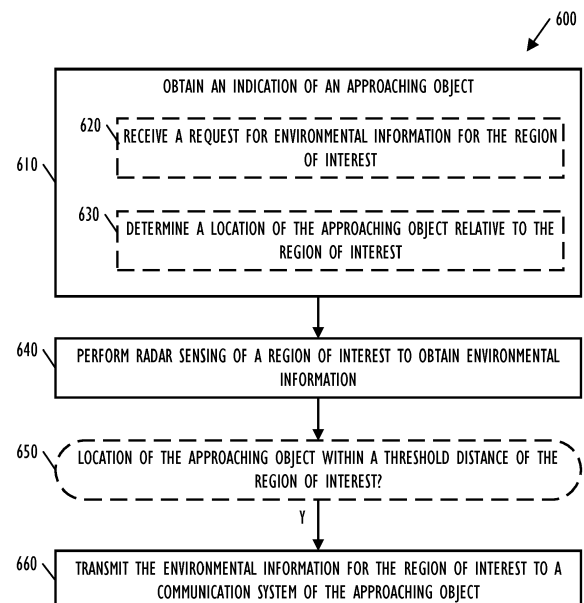 600
OBTAIN AN INDICATION OF AN APPROACHING OBJECT
620
RECEIVE A REQUEST FOR ENVIRONMENTAL INFORMATION FOR THE REGION
OF INTEREST
610
630
DETERMINE A LOCATION OF THE APPROACHING OBJECT RELATIVE TO THE
REGION OF INTEREST
640
PERFORM RADAR SENSING OF A REGION OF INTEREST TO OBTAIN ENVIRONMENTAL
INFORMATION
650
LOCATION OF THE APPROACHING OBJECT WITHIN A THRESHOLD DISTANCE OF THE
REGION OF INTEREST?
Y
660
TRANSMIT THE ENVIRONMENTAL INFORMATION FOR THE REGION OF INTEREST TO A
COMMUNICATION SYSTEM OF THE APPROACHING OBJECT